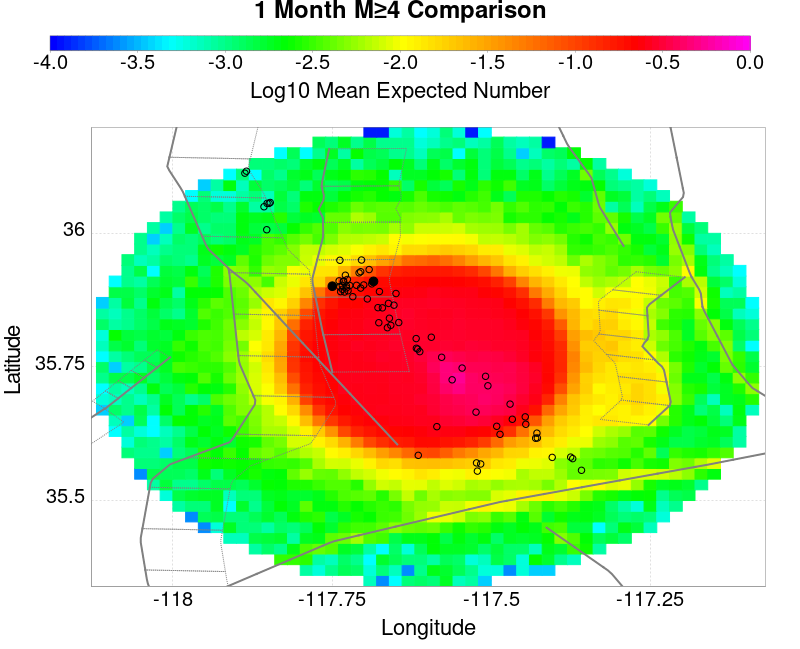 1 Month M≥4 Comparison
-4.0 -3.5 -3.0 -2.5 -2.0 -1.5 -1.0 -0.5 0.0
Log10 Mean Expected Number
36
35.75
35.5
Latitude
-118 -117.75 -117.5 -117.25
Longitude